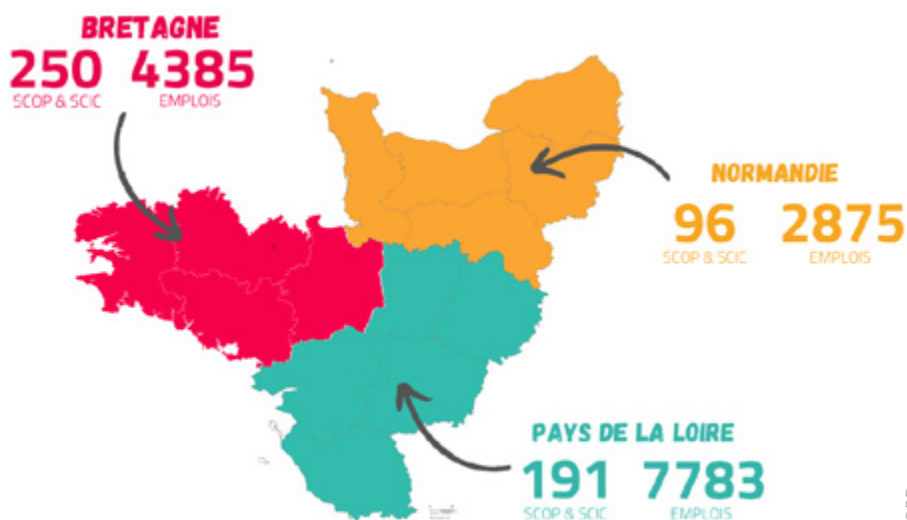 BRETAGNE
250 4385
SCOP & SCIC EMPLOIS
NORMANDIE
96 2875
SCOP & SCIC EMPLOIS
PAYS DE LA LOIRE
191 7783
SCOP & SCIC EMPLOIS